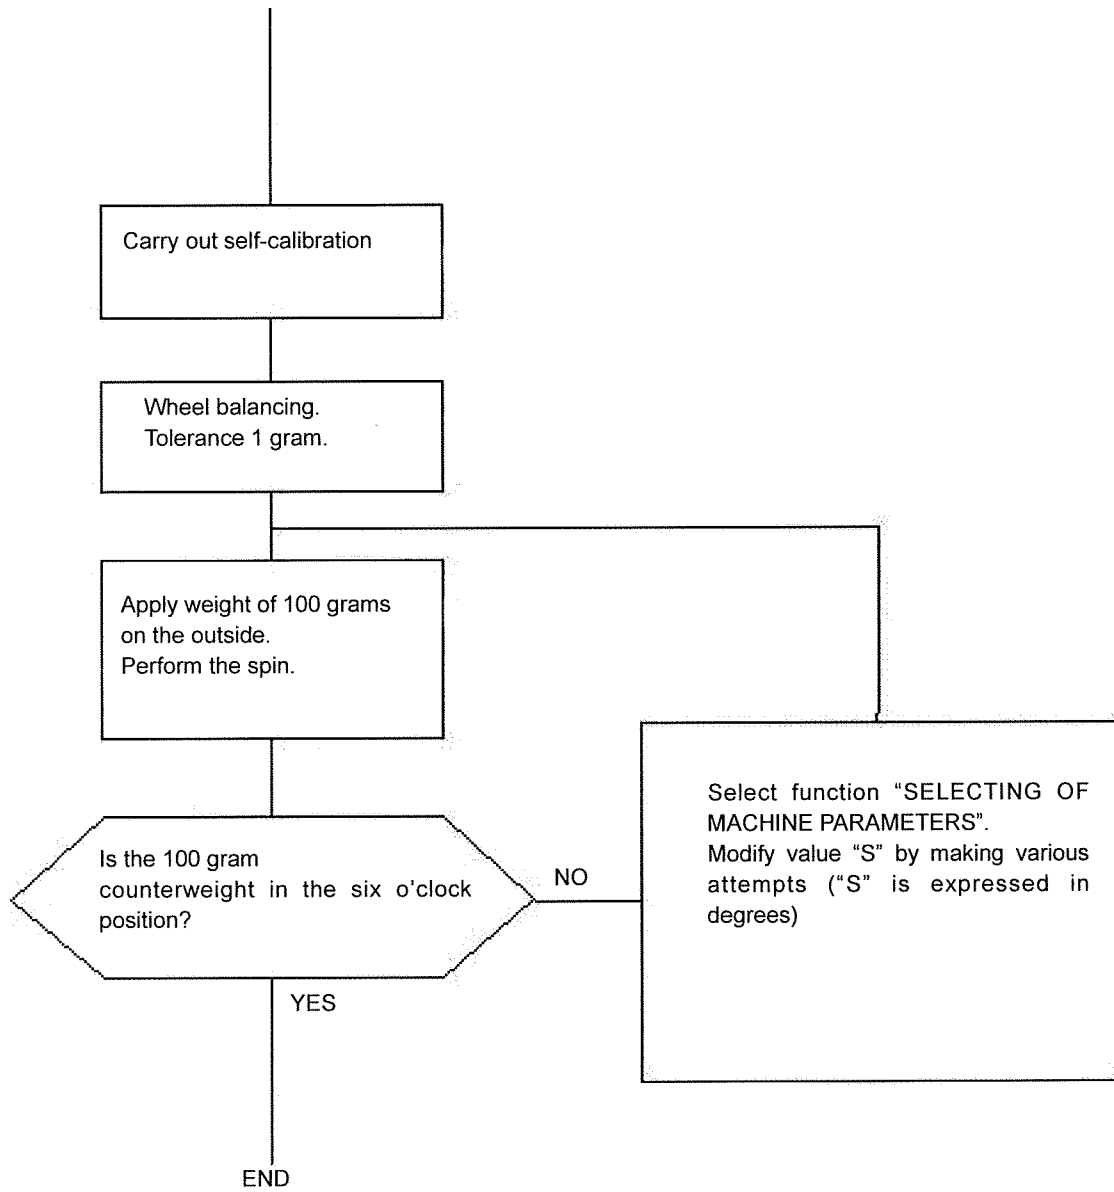 Carry out self-calibration
Wheel balancing.
Tolerance 1 gram.
Apply weight of 100 grams
on the outside.
Perform the spin.
Is the 100 gram
counterweight in the six o'clock
position?
NO
Select function “SELECTING OF
MACHINE PARAMETERS”.
Modify value “S” by making various
attempts (“S” is expressed in
degrees)
YES
END